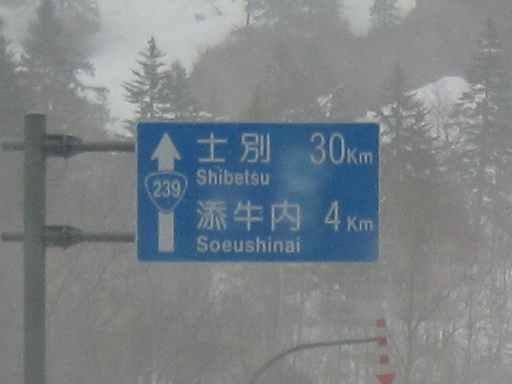 士別 30Km
Shibetsu
239
添牛内 4Km
Soeushinai